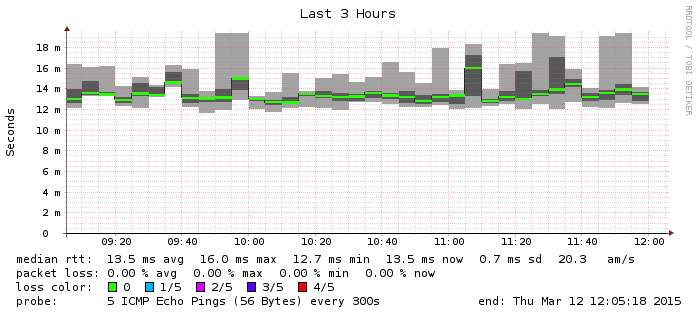 Last 3 Hours
RRDTOOL / TOBI OETIKER
Seconds
18 m
16 m
14 m
12 m
10 m
8 m
6 m
4 m
2 m
0
09:20 09:40 10:00 10:20 10:40 11:00 11:20 11:40 12:00
median rtt: 13.5 ms avg 16.0 ms max 12.7 ms min 13.5 ms now 0.7 ms sd 20.3 am/s
packet loss: 0.00 % avg 0.00 % max 0.00 % min 0.00 % now
loss color: 0 1/5 2/5 3/5 4/5
probe: 5 ICMP Echo Pings (56 Bytes) every 300s end: Thu Mar 12 12:05:18 2015